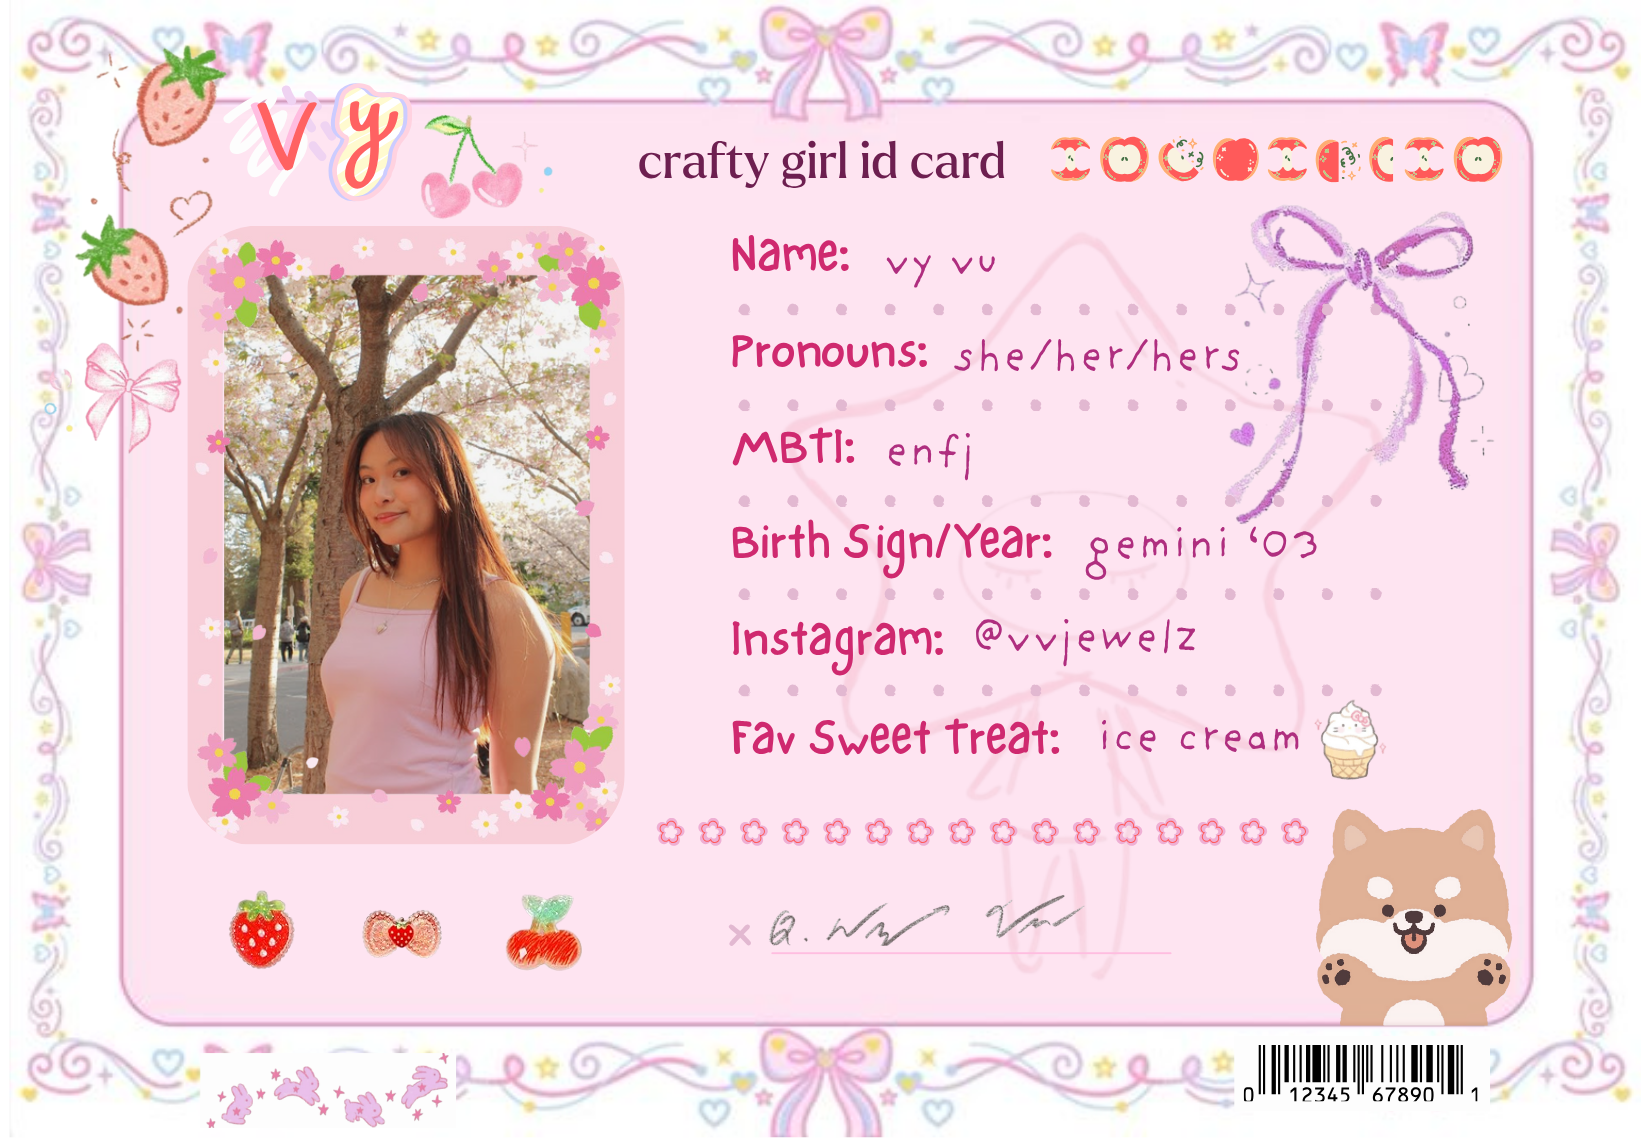 vy
crafty girl id card
Name: vy vu
Pronouns: she/her/hers
MBTI: enfj
Birth Sign/Year: gemini ‘03
Instagram: @vvjewelz
Fav Sweet Treat: ice cream
x
0 12345 67890 1